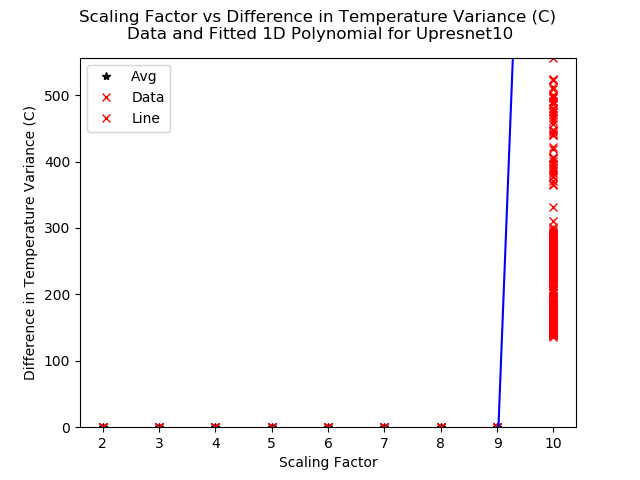 Scaling Factor vs Difference in Temperature Variance (C)
Data and Fitted 1D Polynomial for Upresnet10
Avg
Data
Line
Difference in Temperature Variance (C)
500
400
300
200
100
0
2 3 4 5 6 7 8 9 10
Scaling Factor